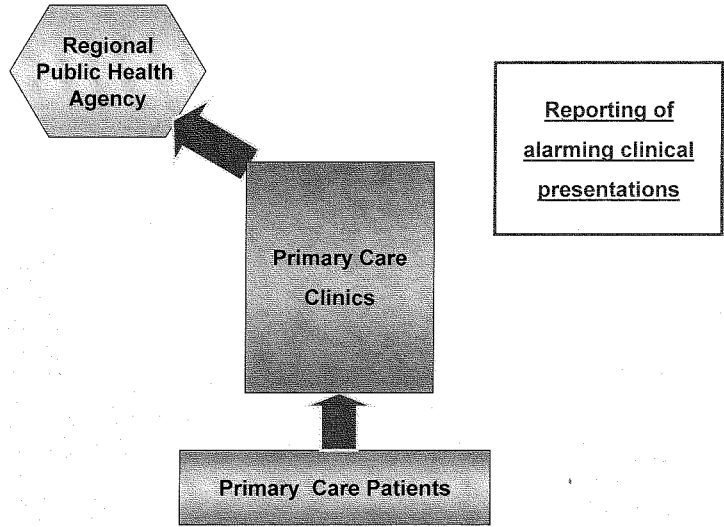 Regional
Public Health
Agency
Reporting of
alarming clinical
presentations
Primary Care
Clinics
Primary Care Patients